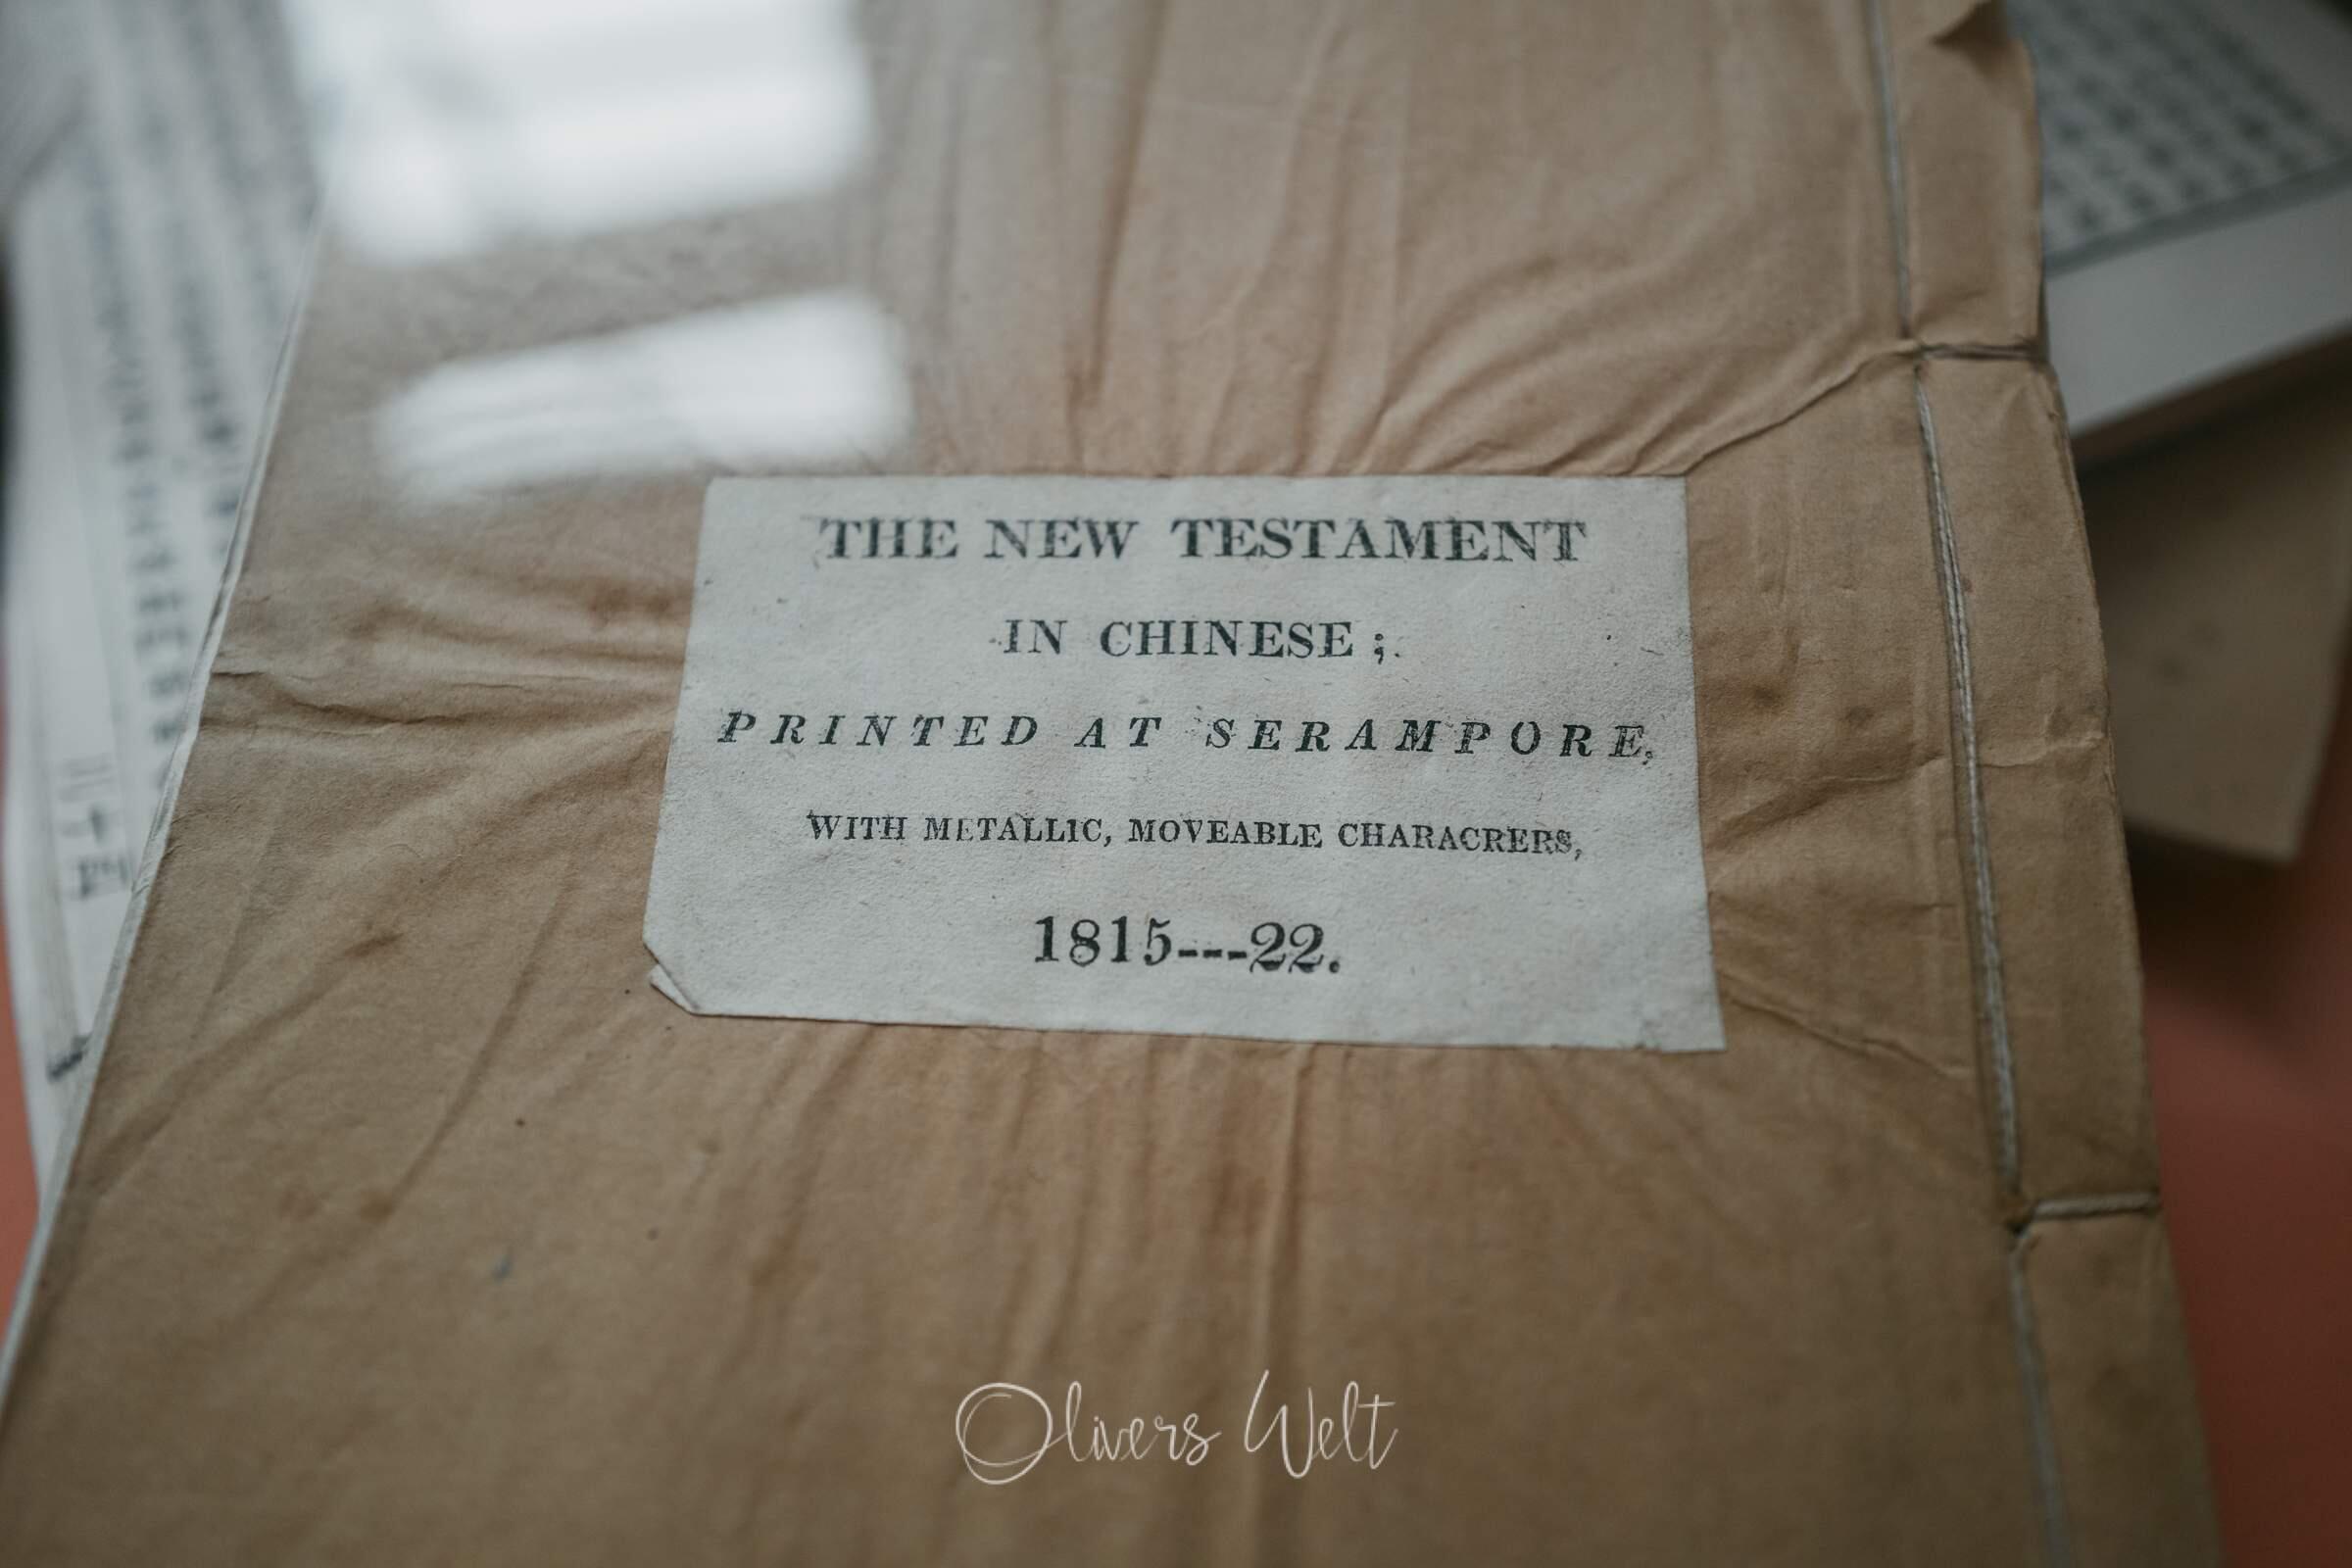 THE NEW TESTAMENT
IN CHINESE;
PRINTED AT SERAMPORE,
WITH METALLIC, MOVEABLE CHARACRERS,
1815---22.
Olivers Welt